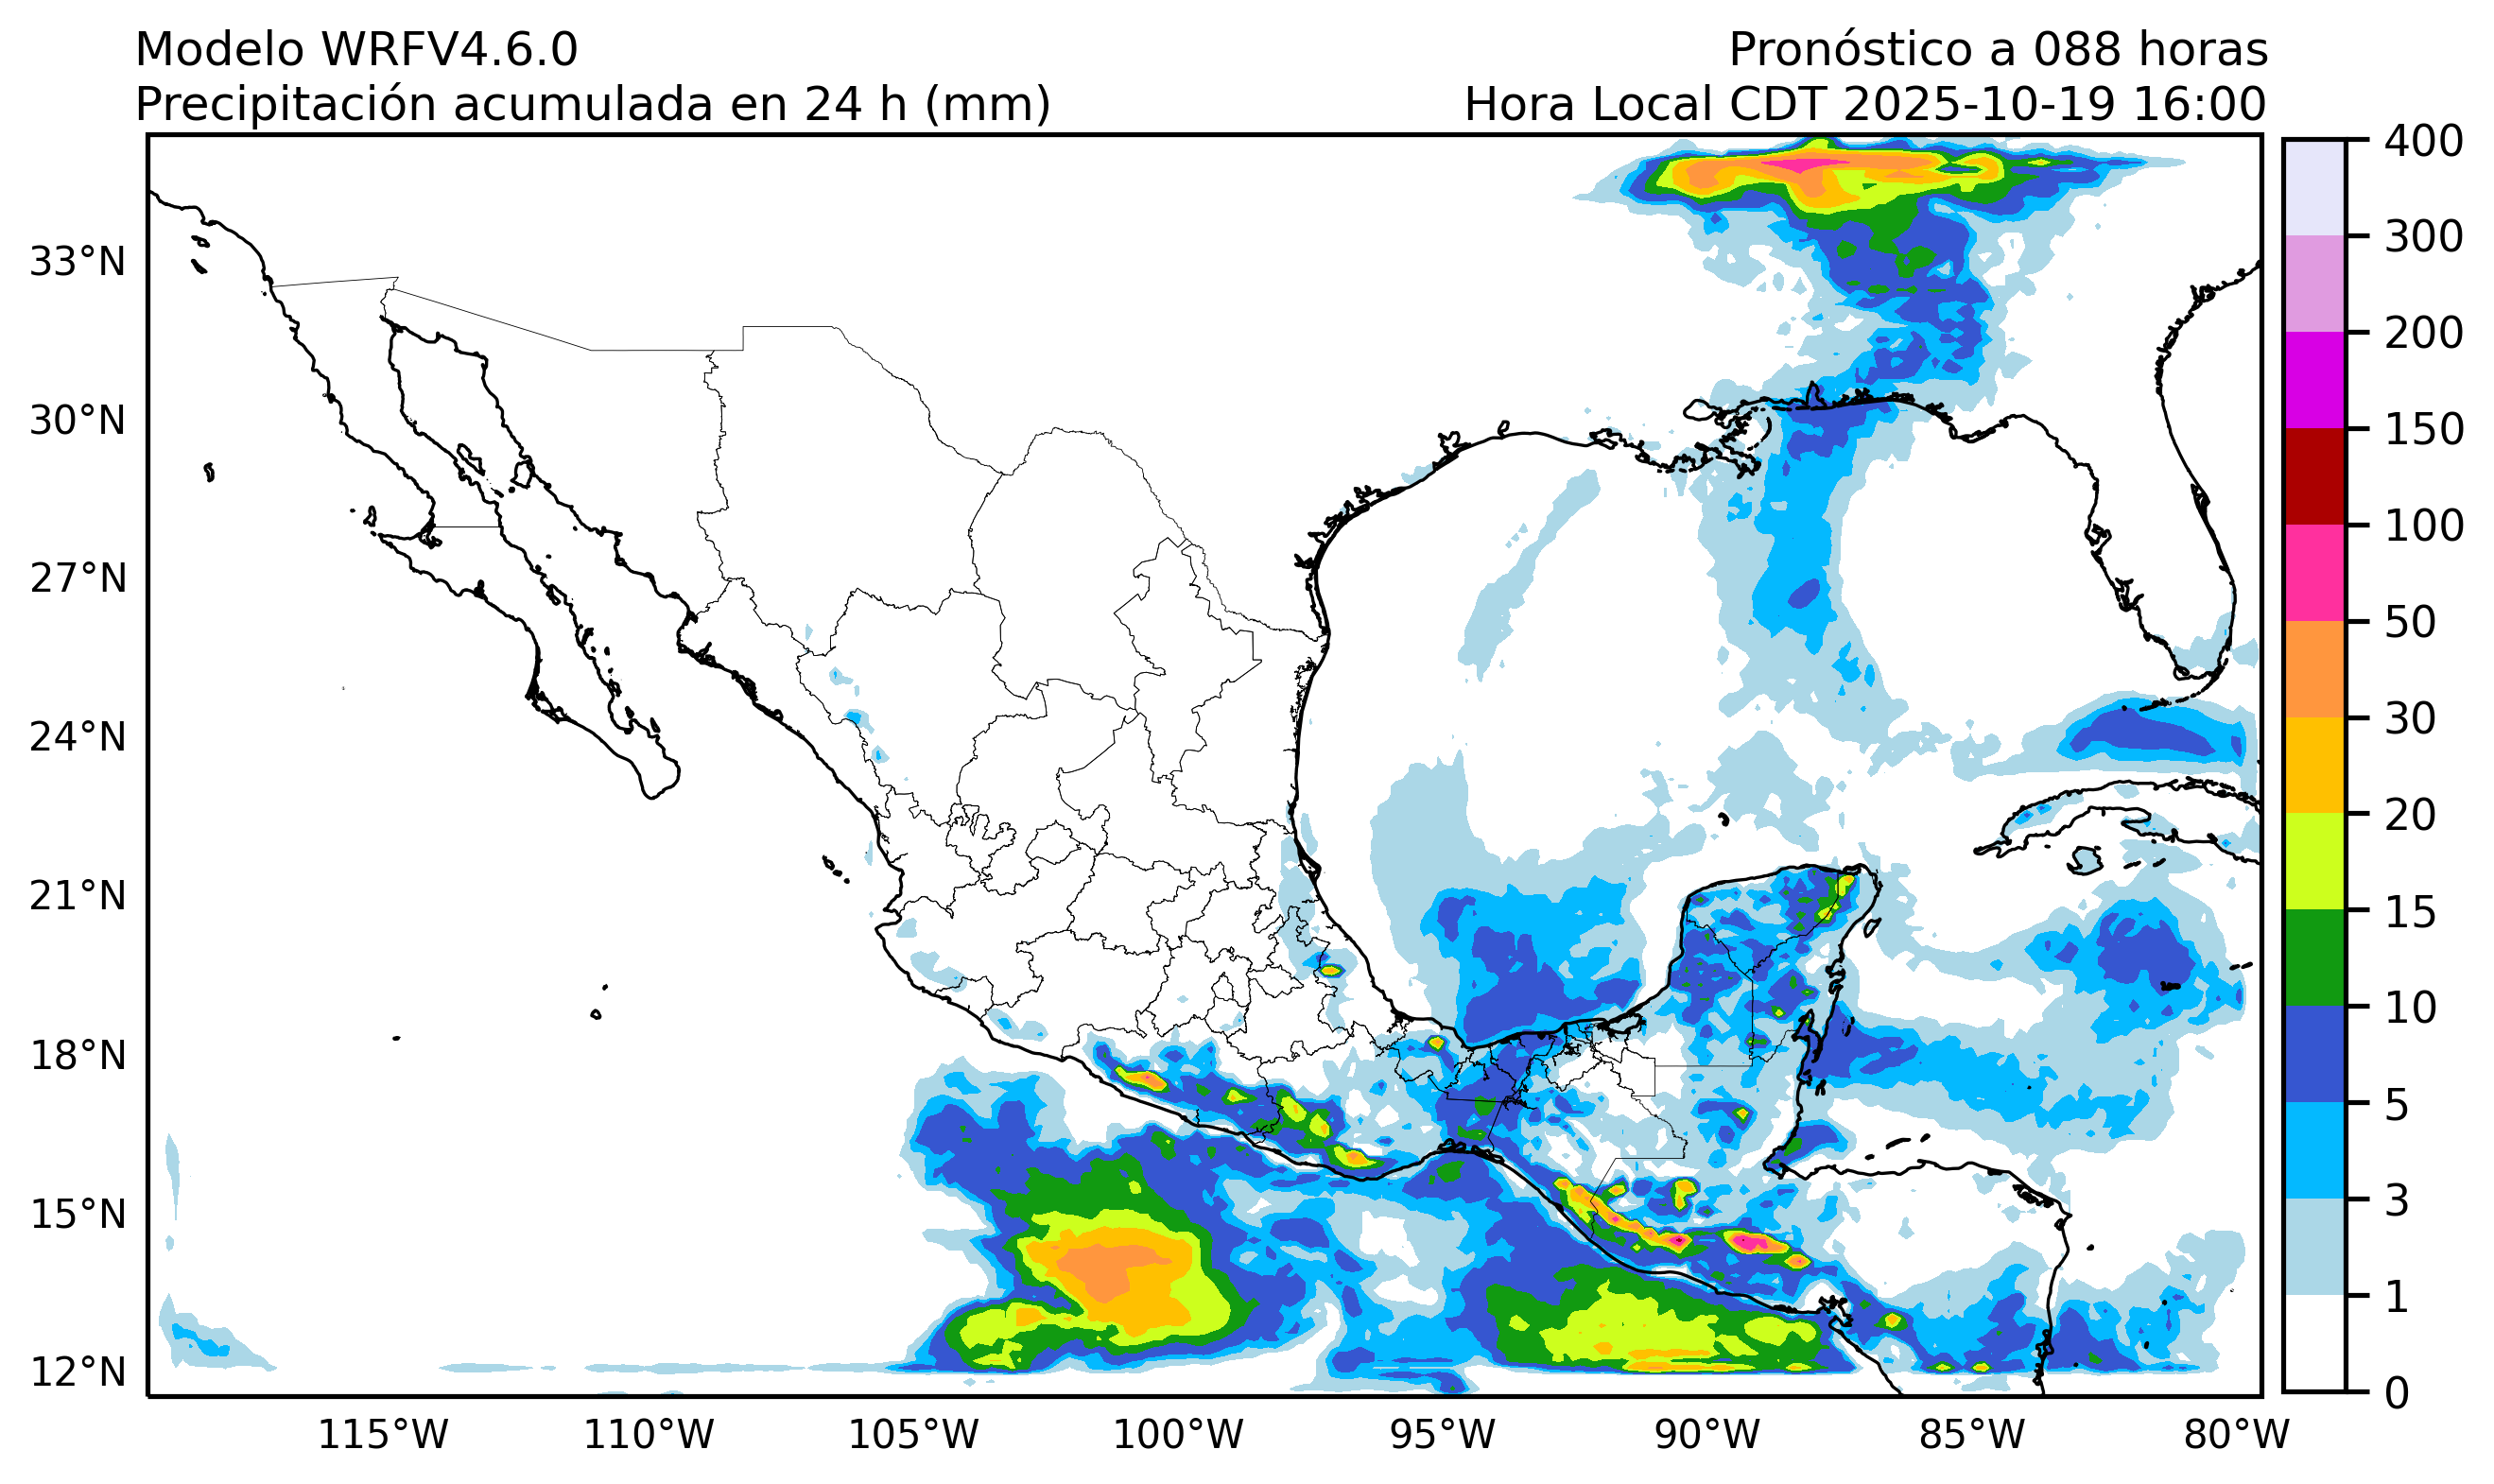 Modelo WRFV4.6.0
Pronóstico a 088 horas
Precipitación acumulada en 24 h (mm)
Hora Local CDT 2025-10-19 16:00
33°N
30°N
27°N
24°N
21°N
18°N
15°N
12°N
115°W
110°W
105°W
100°W
95°W
90°W
85°W
80°W
400
300
200
150
100
50
30
20
15
10
5
3
1
0